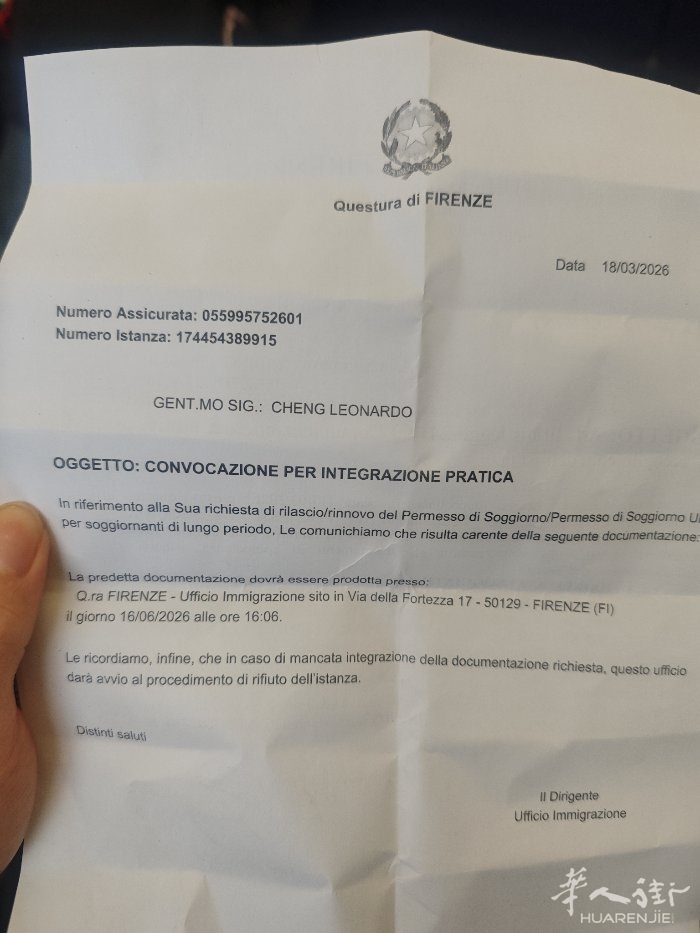 Questura di FIRENZE
Data 18/03/2026
Numero Assicurata: 055995752601
Numero Istanza: 174454389915
GENT.MO SIG.: CHENG LEONARDO
OGGETTO: CONVOCAZIONE PER INTEGRAZIONE PRATICA
In riferimento alla Sua richiesta di rilascio/rinnovo del Permesso di Soggiorno/Permesso di Soggiorno
per soggiornanti di lungo periodo, Le comunichiamo che risulta carente della seguente documentazione:
La predetta documentazione dovrà essere prodotta presso:
Q.ra FIRENZE - Ufficio Immigrazione sito in Via della Fortezza 17 - 50129 - FIRENZE (FI)
il giorno 16/06/2026 alle ore 16:06.
Le ricordiamo, infine, che in caso di mancata integrazione della documentazione richiesta, questo ufficio
darà avvio al procedimento di rifiuto dell'istanza.
Distinti saluti
Il Dirigente
Ufficio Immigrazione
华人街
HUARENJIE